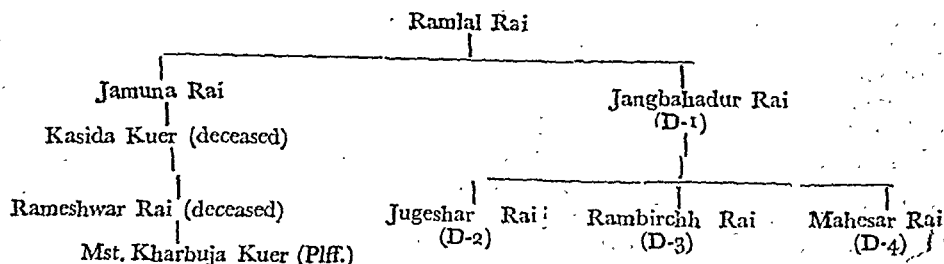 Ramlal Rai
Jamuna Rai Jangbahadur Rai
(D-1)
Kasida Kuer (deceased)
Rameshwar Rai (deceased) Jugeshar Rai Rambirchh Rai Mahesar Rai
(D-2) (D-3) (D-4)
Mst. Kharbuja Kuer (Plff.)